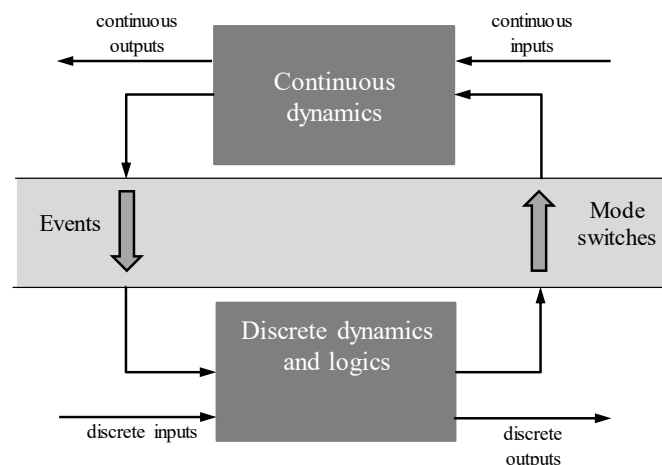 continuous
outputs
continuous
inputs
Continuous
dynamics
Events
Mode
switches
Discrete dynamics
and logics
discrete inputs
discrete
outputs